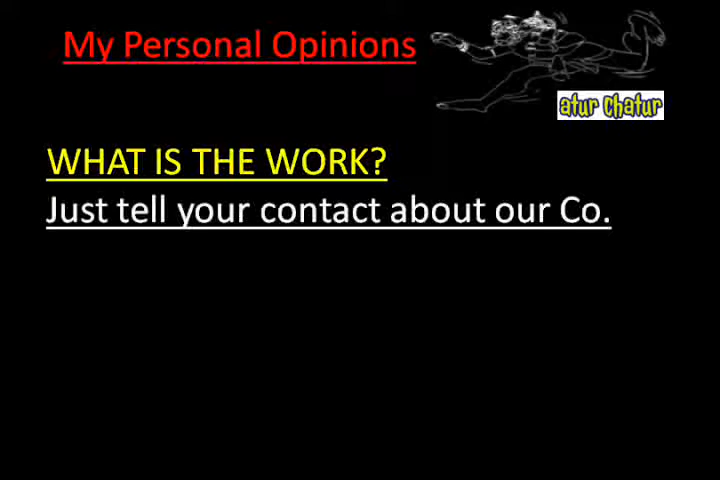 My Personal Opinions
atur chatur
WHAT IS THE WORK?
Just tell your contact about our Co.